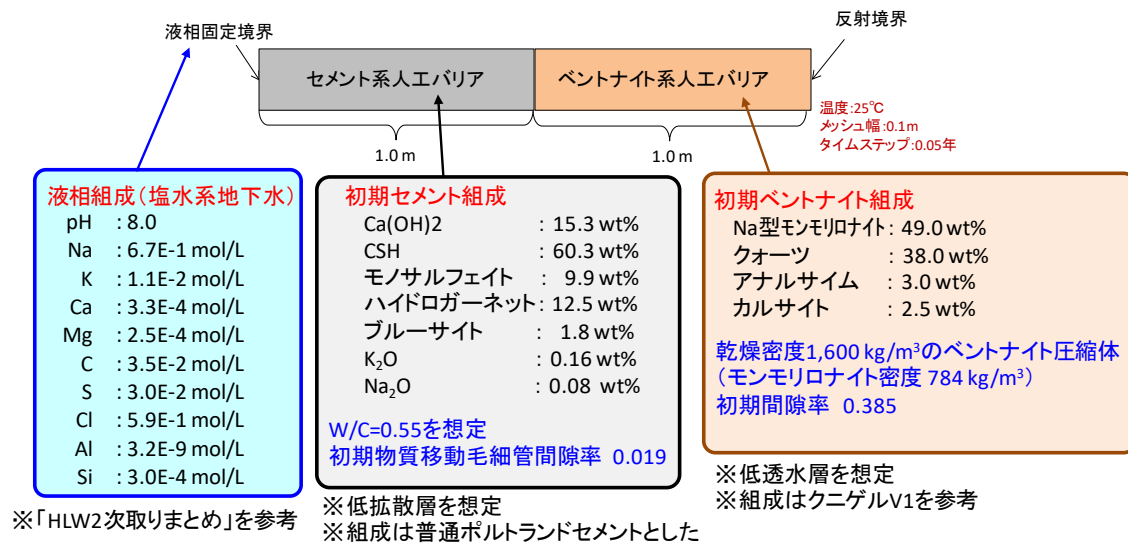 液相固定境界
反射境界
セメント系人工バリア
ベントナイト系人工バリア
1.0 m
1.0 m
温度:25℃
メッシュ幅:0.1m
タイムステップ:0.05年
液相組成(塩水系地下水)
pH : 8.0
Na : 6.7E-1 mol/L
K : 1.1E-2 mol/L
Ca : 3.3E-4 mol/L
Mg : 2.5E-4 mol/L
C : 3.5E-2 mol/L
S : 3.0E-2 mol/L
Cl : 5.9E-1 mol/L
Al : 3.2E-9 mol/L
Si : 3.0E-4 mol/L
※「HLW2次取りまとめ」を参考
初期セメント組成
Ca(OH)2 : 15.3 wt%
CSH : 60.3 wt%
モノサルフェイト : 9.9 wt%
ハイドロガーネット : 12.5 wt%
ブルーサイト : 1.8 wt%
K₂O : 0.16 wt%
Na₂O : 0.08 wt%
W/C=0.55を想定
初期物質移動毛細管間隙率 0.019
※低拡散層を想定
※組成は普通ポルトランドセメントとした
初期ベントナイト組成
Na型モンモリロナイト : 49.0 wt%
クォーツ : 38.0 wt%
アナルサイム : 3.0 wt%
カルサイト : 2.5 wt%
乾燥密度1,600 kg/m³のベントナイト圧縮体
(モンモリロナイト密度 784 kg/m³)
初期間隙率 0.385
※低透水層を想定
※組成はクニゲルV1を参考